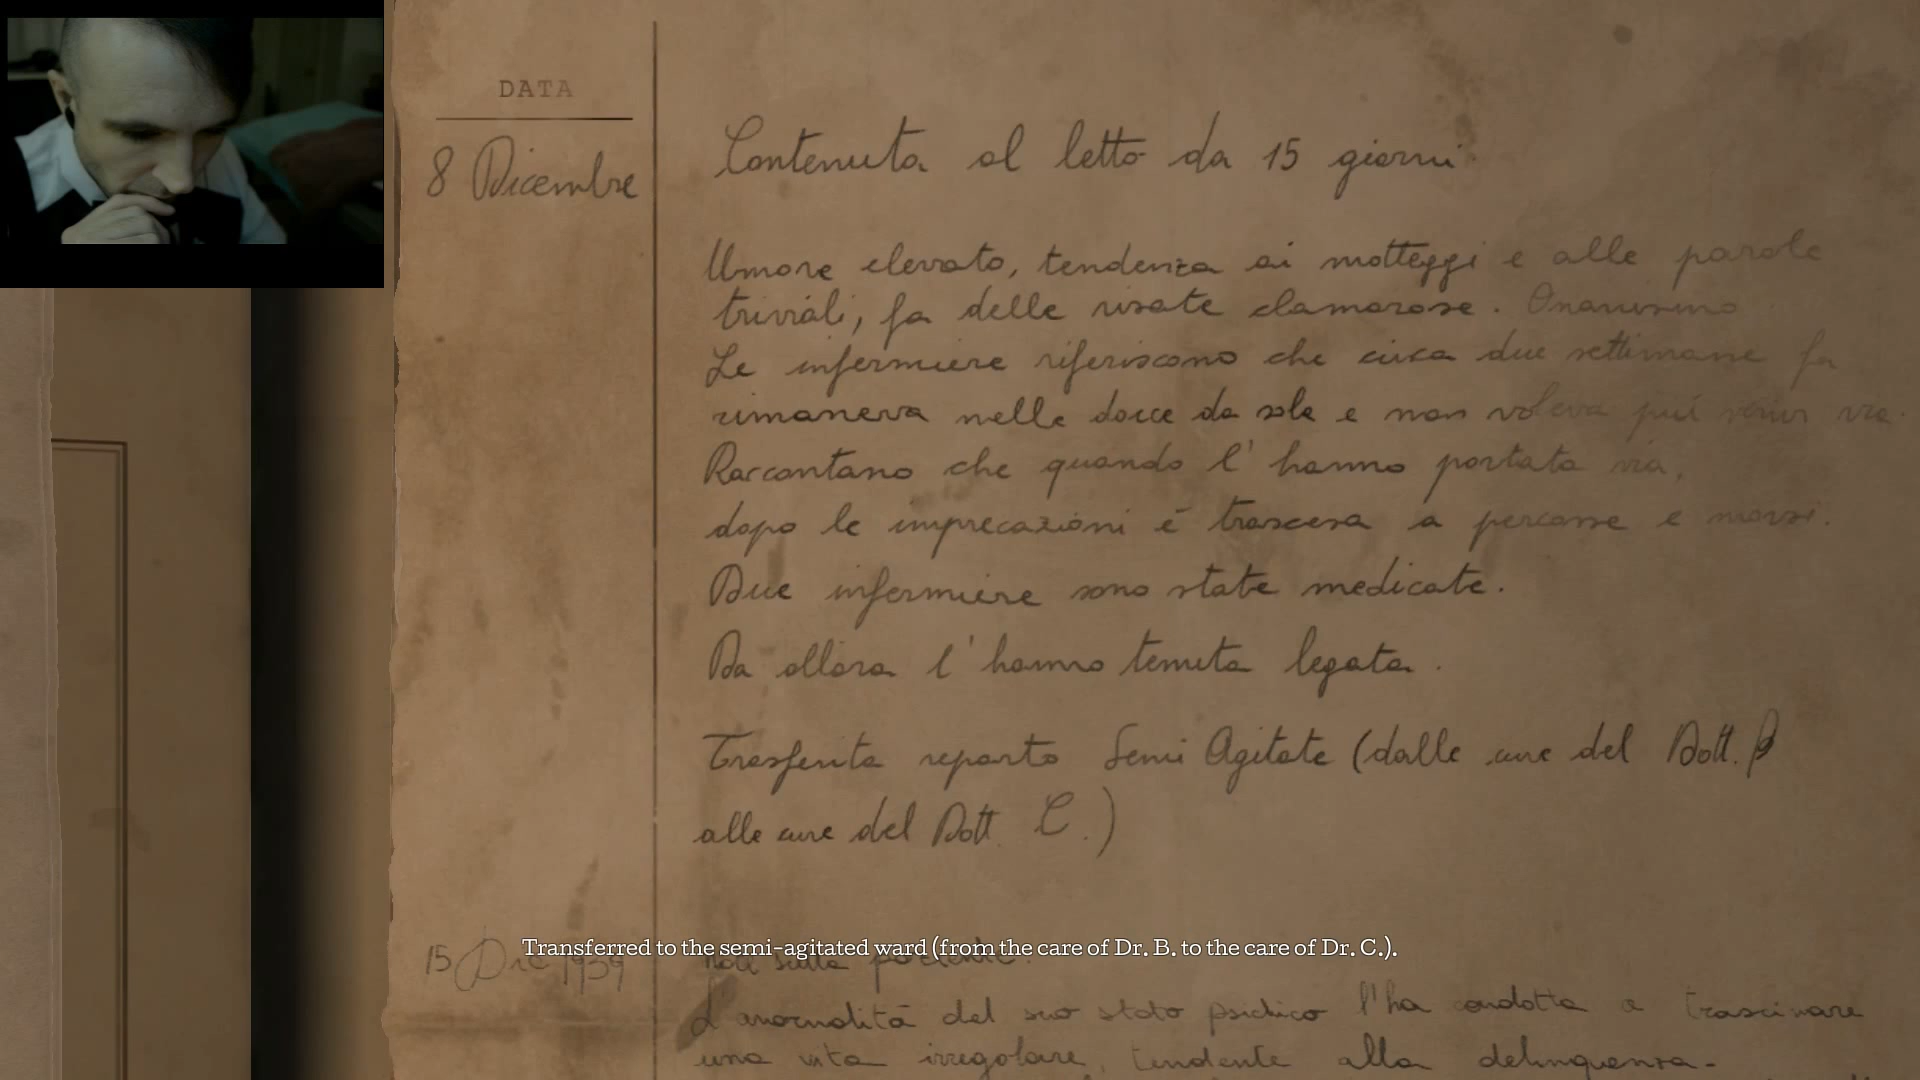 DATA
8 Dicembre
Contenuta al letto da 15 giorni
Umore elevato, tendenza ai motteggi e alle parole
triviali, fa delle risate clamorose. Onanismo
Le infermiere riferiscono che circa due settimane fa
rimaneva nelle docce da sola e non voleva più venir via.
Raccontano che quando l'hanno portata via,
dopo le imprecazioni è trascesa a percosse e morsi.
Due infermiere sono state medicate.
Da allora l'hanno tenuta legata.
Trasferita reparto Semi Agitate (dalle cure del Dott. B
alle cure del Dott. C.)
Transferred to the semi-agitated ward (from the care of Dr. B. to the care of Dr. C.).
15 Dic 1939
Note sulla paziente.
L'anormalità del suo stato psichico l'ha condotta a trascinare
una vita irregolare, tendente alla delinquenza-